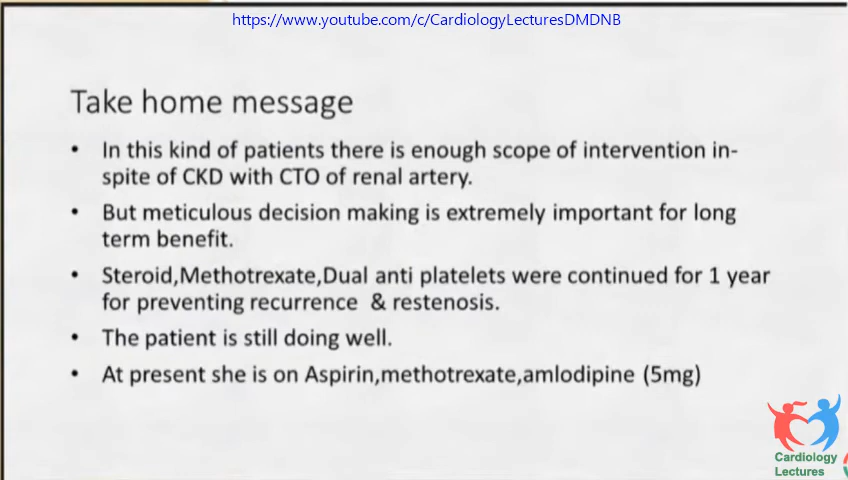 https://www.youtube.com/c/CardiologyLecturesDMDNB
Take home message
• In this kind of patients there is enough scope of intervention in-
spite of CKD with CTO of renal artery.
• But meticulous decision making is extremely important for long
term benefit.
• Steroid,Methotrexate,Dual anti platelets were continued for 1 year
for preventing recurrence & restenosis.
• The patient is still doing well.
• At present she is on Aspirin,methotrexate,amlodipine (5mg)
Cardiology
Lectures